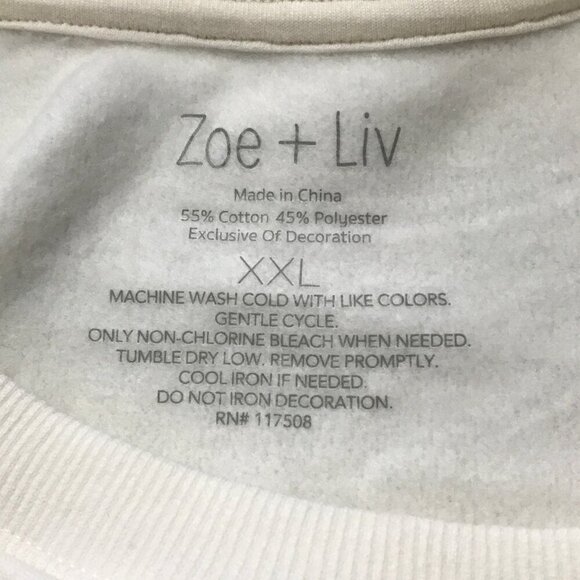 Zoe + Liv
Made in China
55% Cotton 45% Polyester
Exclusive Of Decoration
XXL
MACHINE WASH COLD WITH LIKE COLORS.
GENTLE CYCLE.
ONLY NON-CHLORINE BLEACH WHEN NEEDED.
TUMBLE DRY LOW. REMOVE PROMPTLY.
COOL IRON IF NEEDED.
DO NOT IRON DECORATION.
RN# 117508